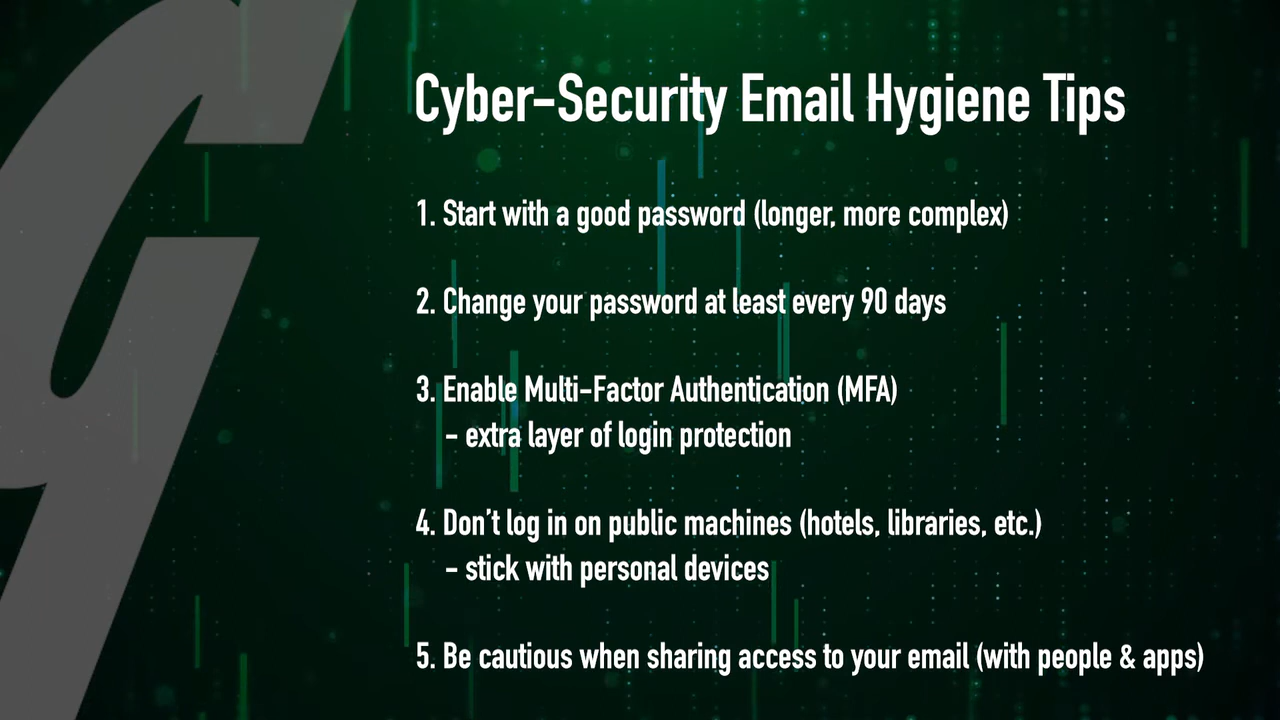 Cyber-Security Email Hygiene Tips
1. Start with a good password (longer, more complex)
2. Change your password at least every 90 days
3. Enable Multi-Factor Authentication (MFA)
- extra layer of login protection
4. Don’t log in on public machines (hotels, libraries, etc.)
- stick with personal devices
5. Be cautious when sharing access to your email (with people & apps)